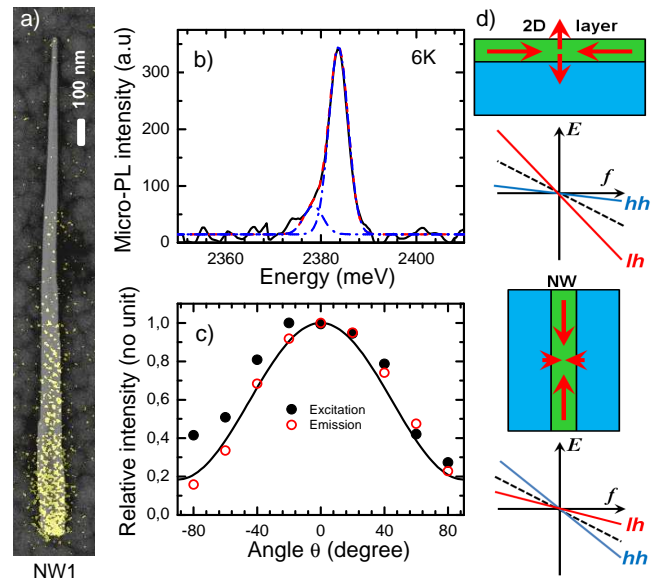 a)
100 nm
NW1
b)
6K
Micro-PL intensity (a.u)
350
300
200
100
50
0
2360
2380
2400
Energy (meV)
c)
Relative intensity (no unit)
1,0
0,8
0,6
0,4
0,2
0,0
Excitation
Emission
-80
-40
0
40
80
Angle θ (degree)
d)
2D layer
E
f
hh
lh
NW
E
f
lh
hh